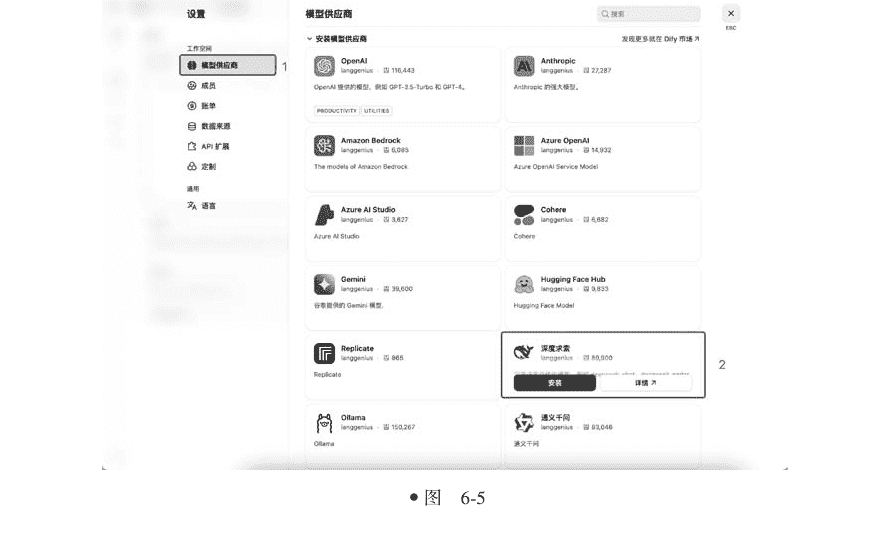 设置
工作空间
模型供应商
1
成员
账单
数据来源
API 扩展
定制
通用
语言
模型供应商
搜索
ESC
安装模型供应商
发现更多就在 Dify 市场
OpenAI
langgenius · 116,443
OpenAI 提供的模型，例如 GPT-3.5-Turbo 和 GPT-4。
PRODUCTIVITY UTILITIES
Anthropic
langgenius · 27,287
Anthropic 的强大模型。
Amazon Bedrock
langgenius · 6,085
The models of Amazon Bedrock.
Azure OpenAI
langgenius · 14,932
Azure OpenAI Service Model
Azure AI Studio
langgenius · 3,627
Azure AI Studio
Cohere
langgenius · 6,682
Cohere
Gemini
langgenius · 39,600
谷歌提供的 Gemini 模型.
Hugging Face Hub
langgenius · 9,833
Hugging Face Model
Replicate
langgenius · 865
Replicate
深度求索
langgenius · 89,900
安装
详情
2
Ollama
langgenius · 150,267
Ollama
通义千问
langgenius · 83,046
通义千问
●图 6-5